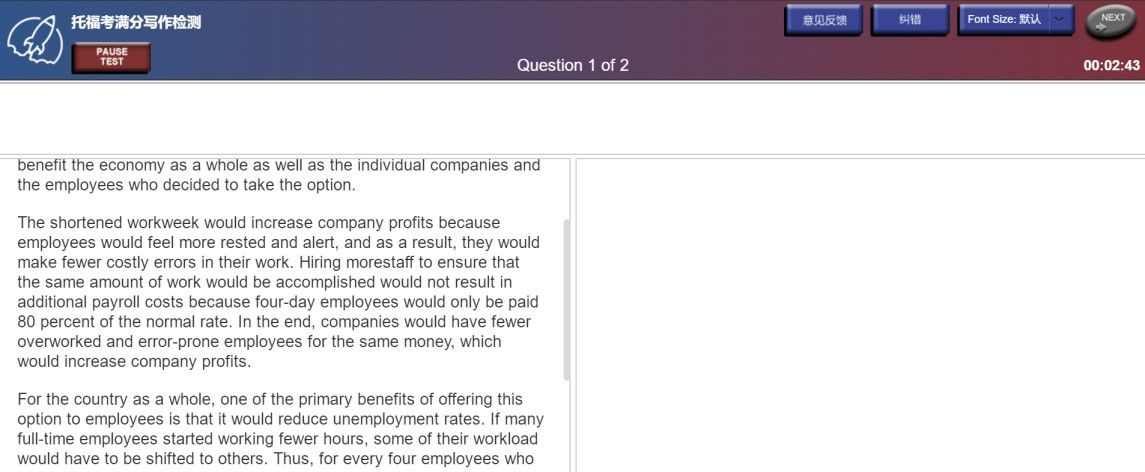 托福考满分写作检测
PAUSE
TEST
Question 1 of 2
意见反馈
纠错
Font Size: 默认
NEXT
00:02:43
benefit the economy as a whole as well as the individual companies and
the employees who decided to take the option.
The shortened workweek would increase company profits because
employees would feel more rested and alert, and as a result, they would
make fewer costly errors in their work. Hiring morestaff to ensure that
the same amount of work would be accomplished would not result in
additional payroll costs because four-day employees would only be paid
80 percent of the normal rate. In the end, companies would have fewer
overworked and error-prone employees for the same money, which
would increase company profits.
For the country as a whole, one of the primary benefits of offering this
option to employees is that it would reduce unemployment rates. If many
full-time employees started working fewer hours, some of their workload
would have to be shifted to others. Thus, for every four employees who